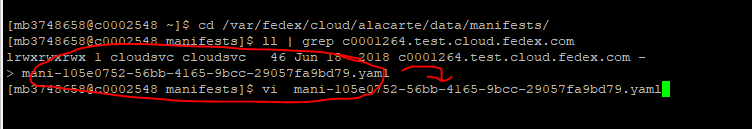 [mb3748658@c0002548 ~]$ cd /var/fedex/cloud/alacarte/data/manifests/
[mb3748658@c0002548 manifests]$ ll | grep c0001264.test.cloud.fedex.com
lrwxrwxrwx 1 cloudsvc cloudsvc   46 Jun 18  2018 c0001264.test.cloud.fedex.com -
> mani-105e0752-56bb-4165-9bcc-29057fa9bd79.yaml
[mb3748658@c0002548 manifests]$ vi  mani-105e0752-56bb-4165-9bcc-29057fa9bd79.yaml